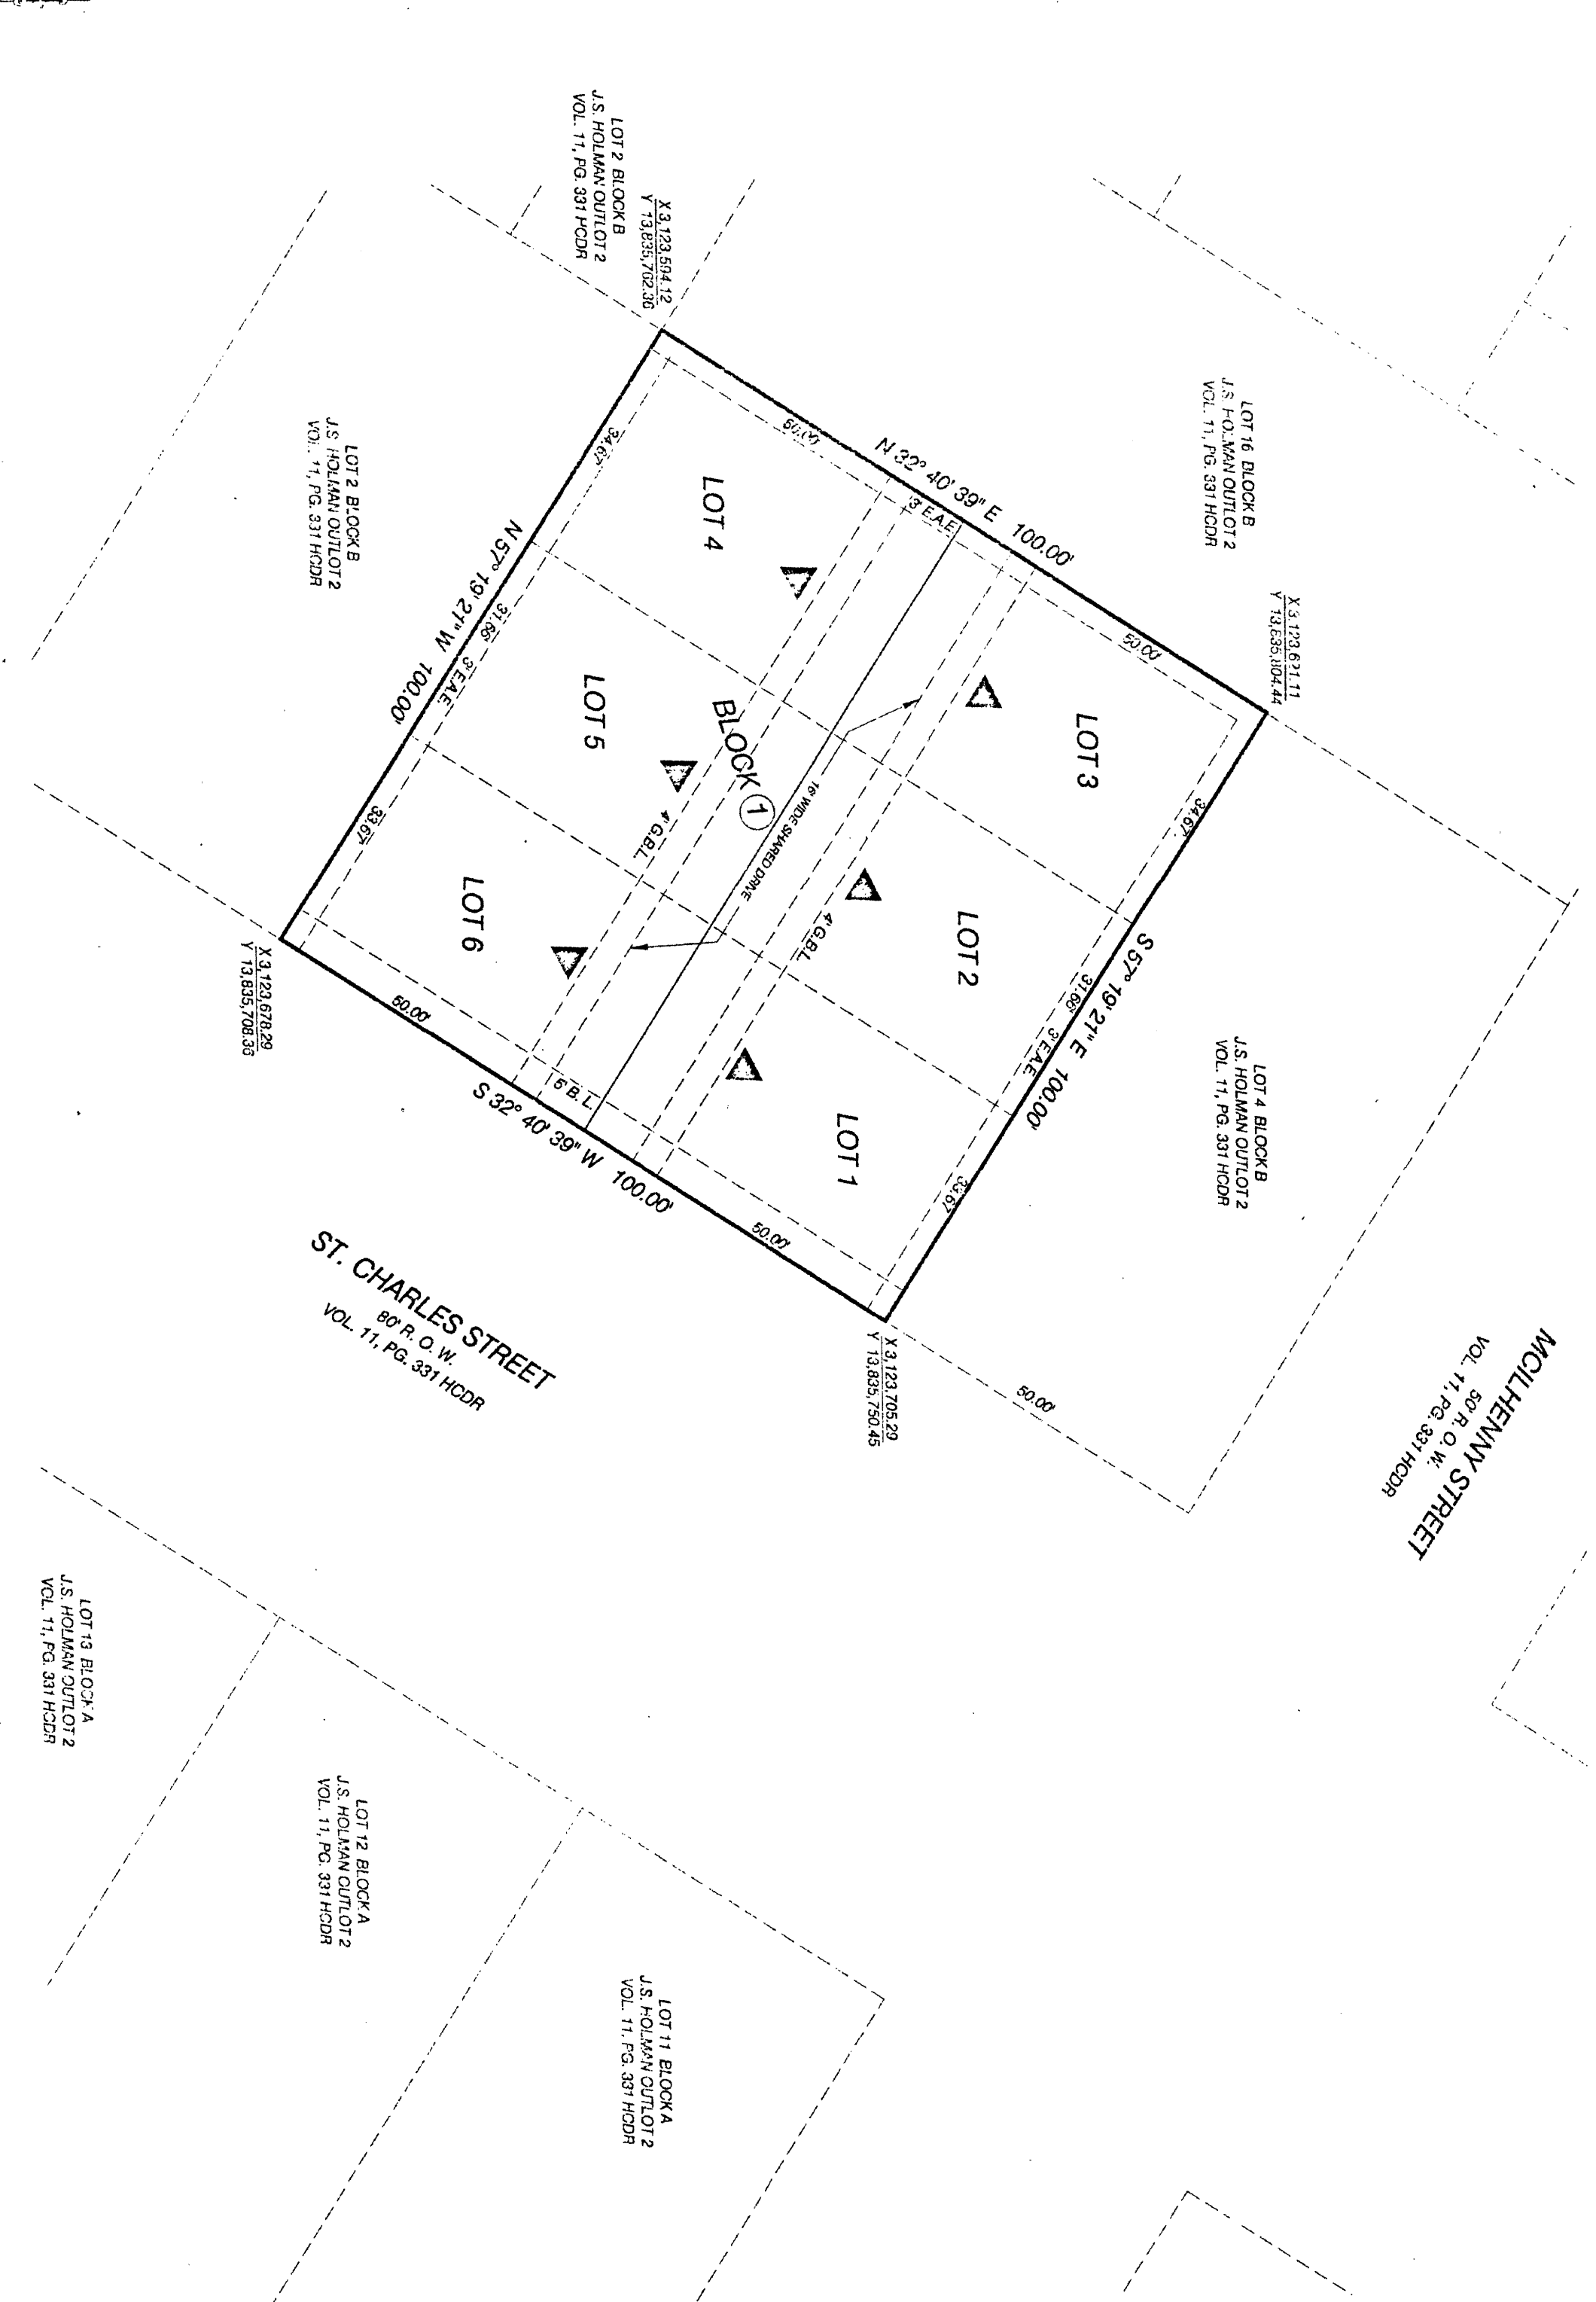 LOT 2 BLOCK B
J.S. HOLMAN OUTLOT 2
VOL. 11, PG. 331 HCDR
X 3,123,594.12
Y 13,835,762.36
LOT 16 BLOCK B
J.S. HOLMAN OUTLOT 2
VOL. 11, PG. 331 HCDR
X 3,123,621.11
Y 13,835,804.44
LOT 2 BLOCK B
J.S. HOLMAN OUTLOT 2
VOL. 11, PG. 331 HCDR
N 32° 40' 39" E 100.00'
50.00'
50.00'
3' E.A.E.
34.67'
LOT 4
LOT 3
34.67'
N 57° 19' 21" W 100.00'
31.66'
3' E.A.E.
LOT 5
BLOCK 1
16' WIDE SHARED DRIVE
4' G.B.L.
4' G.B.L.
LOT 2
S 57° 19' 21" E 100.00'
31.66'
3' E.A.E.
33.67'
LOT 6
LOT 1
33.67'
LOT 4 BLOCK B
J.S. HOLMAN OUTLOT 2
VOL. 11, PG. 331 HCDR
X 3,123,678.29
Y 13,835,708.36
50.00'
5' B. L.
S 32° 40' 39" W 100.00'
50.00'
X 3,123,705.29
Y 13,835,750.45
50.00'
ST. CHARLES STREET
80' R. O. W.
VOL. 11, PG. 331 HCDR
MCILHENNY STREET
50' R. O. W.
VOL. 11, PG. 331 HCDR
LOT 13 BLOCK A
J.S. HOLMAN OUTLOT 2
VOL. 11, PG. 331 HCDR
LOT 12 BLOCK A
J.S. HOLMAN OUTLOT 2
VOL. 11, PG. 331 HCDR
LOT 11 BLOCK A
J.S. HOLMAN OUTLOT 2
VOL. 11, PG. 331 HCDR